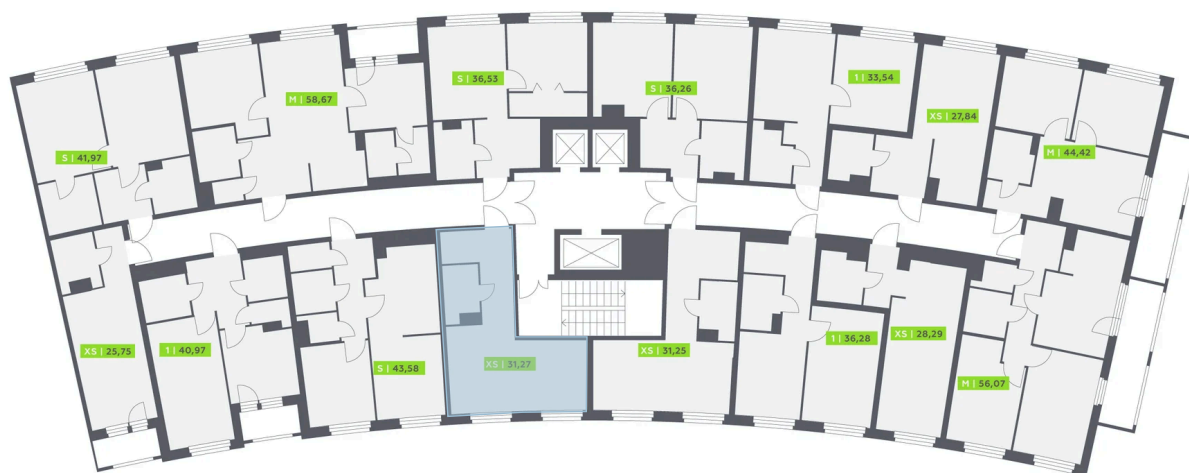 S | 36,53
S | 36,26
1 | 33,54
M | 58,67
XS | 27,84
M | 44,42
S | 41,97
XS | 25,75
1 | 40,97
S | 43,58
XS | 31,27
XS | 31,25
1 | 36,28
XS | 28,29
M | 56,07